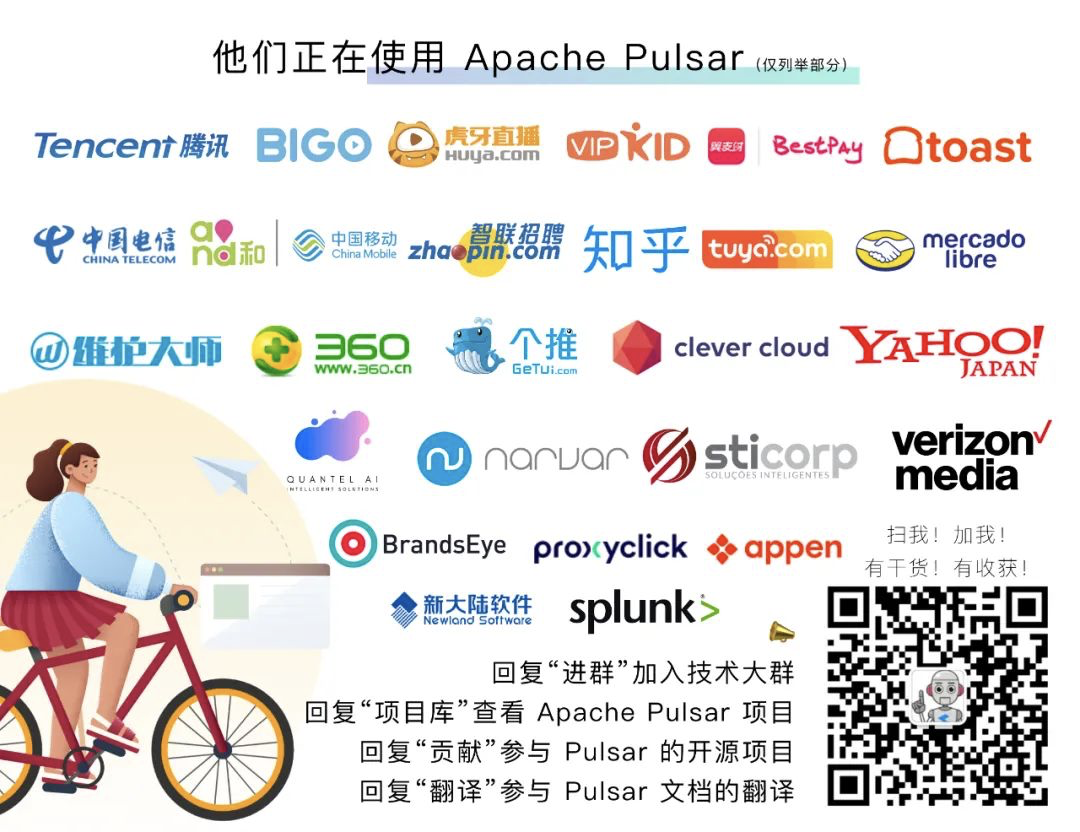 他们正在使用 Apache Pulsar (仅列举部分)
Tencent 腾讯 BIGO 虎牙直播 HUYA.com VIPKID 翼支付 BESTPAY toast
中国电信 CHINA TELECOM and和 中国移动 China Mobile 智联招聘 zhaopin.com 知乎 tuya.com mercado libre
维护大师 360 www.360.cn 个推 GeTui.com clever cloud YAHOO! JAPAN
QUANTEL AI INTELLIGENT SOLUTIONS narvar sticorp SOLUÇÕES INTELIGENTES verizon media
BrandsEye proxyclick appen
扫我！加我！
有干货！有收获！
新大陆软件 Newland Software splunk>
回复“进群”加入技术大群
回复“项目库”查看 Apache Pulsar 项目
回复“贡献”参与 Pulsar 的开源项目
回复“翻译”参与 Pulsar 文档的翻译